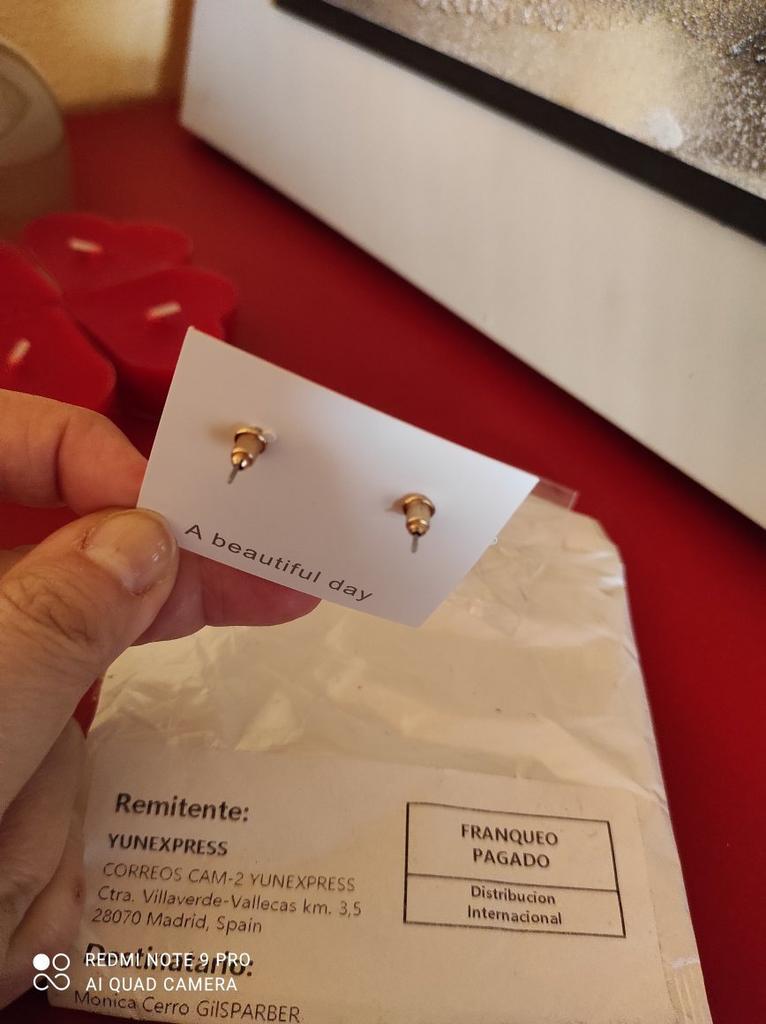 A beautiful day
Remitente:
YUNEXPRESS
CORREOS CAM-2 YUNEXPRESS
Ctra. Villaverde-Vallecas km. 3,5
28070 Madrid, Spain
FRANQUEO
PAGADO
Distribucion
Internacional
Destinatario:
Monica Cerro GilSPARBER
REDMI NOTE 9 PRO
AI QUAD CAMERA